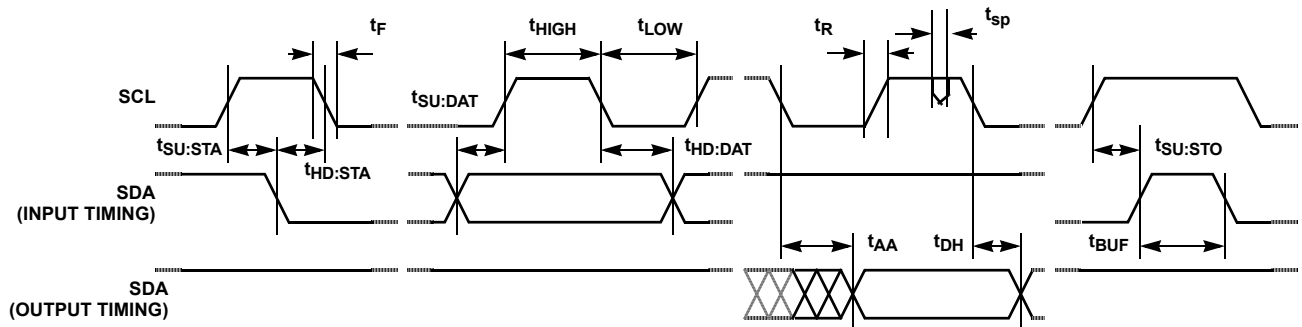 tF
tHIGH
tLOW
tR
tsp
SCL
tSU:DAT
tSU:STA
tHD:STA
tHD:DAT
tSU:STO
SDA
(INPUT TIMING)
tAA
tDH
tBUF
SDA
(OUTPUT TIMING)